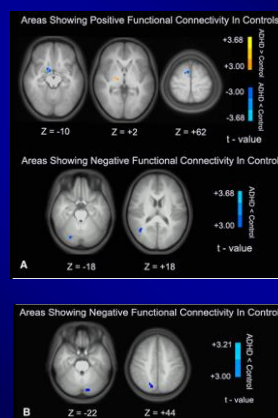 Areas Showing Positive Functional Connectivity In Controls
+3.68
ADHD > Control
+3.00
-3.00
ADHD < Control
-3.68
Z = -10
Z = +2
Z = +62
t - value
Areas Showing Negative Functional Connectivity In Control
+3.68
ADHD < Control
+3.00
t - value
A
Z = -18
Z = +18
Areas Showing Negative Functional Connectivity In Control
+3.21
ADHD < Control
+3.00
t - value
B
Z = -22
Z = +44